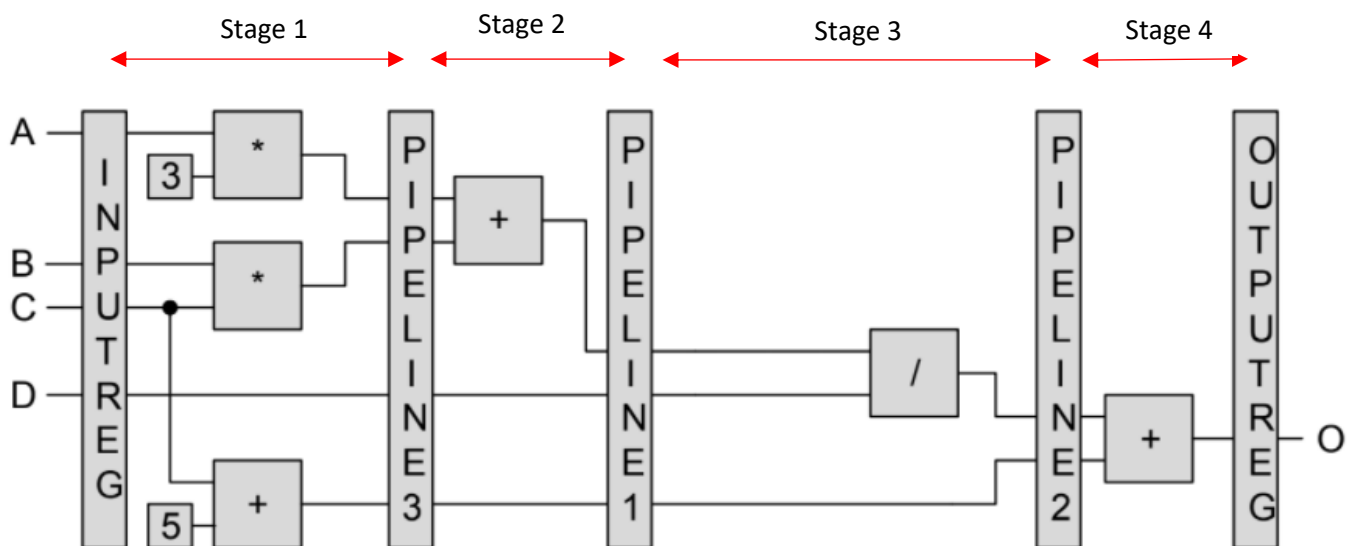 Stage 1
Stage 2
Stage 3
Stage 4
A
B
C
D
INPUTREG
3
*
*
5
+
PIPELINE3
+
PIPELINE1
/
PIPELINE2
+
OUTPUTREG
O